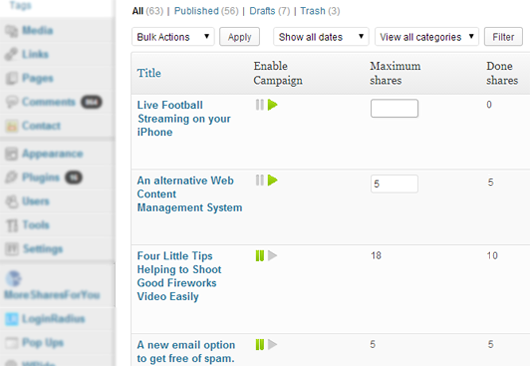 Tags
Media
Links
Pages
Comments
Contact
Appearance
Plugins
Users
Tools
Settings
MoreSharesForYou
LoginRadius
Pop Ups
All (63) | Published (56) | Drafts (7) | Trash (3)
Bulk Actions Apply Show all dates View all categories Filter
Title Enable Maximum Done
Campaign shares shares
Live Football 0
Streaming on your
iPhone
An alternative Web 5 5
Content
Management System
Four Little Tips 18 10
Helping to Shoot
Good Fireworks
Video Easily
A new email option 5 5
to get free of spam.